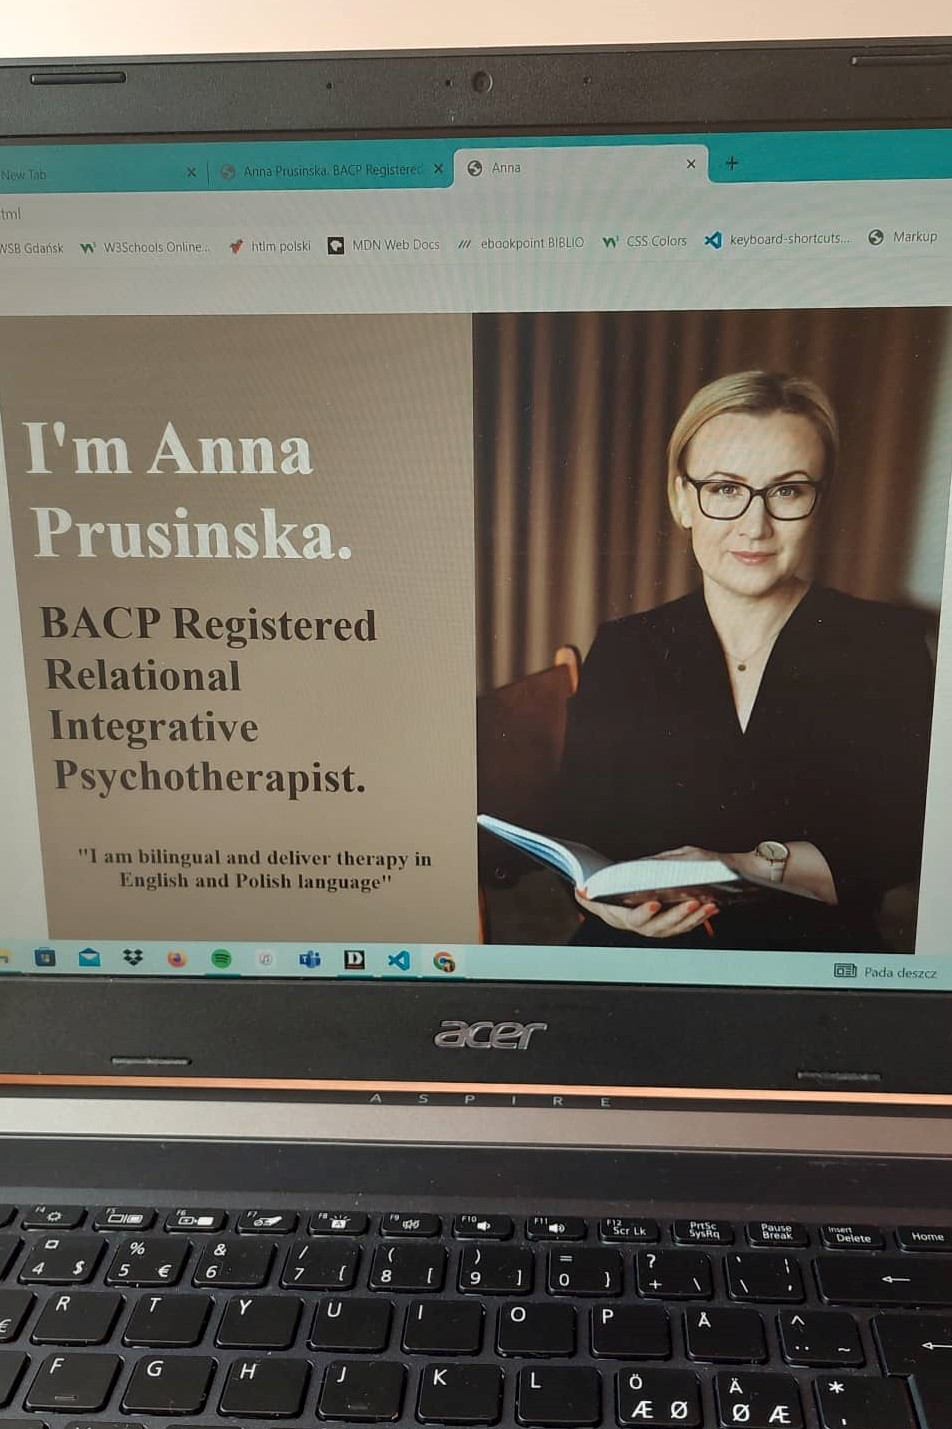 New Tab
Anna Prusinska. BACP Registered
Anna
tml
WSB Gdańsk W3Schools Online... htlm polski MDN Web Docs ebookpoint BIBLIO CSS Colors keyboard-shortcuts... Markup
I'm Anna
Prusinska.
BACP Registered
Relational
Integrative
Psychotherapist.
"I am bilingual and deliver therapy in
English and Polish language"
Pada deszcz
acer
ASPIRE
F4 F5 F6 F7 F8 F9 F10 F11 F12 Scr Lk PrtSc SysRq Pause Break Insert Delete Home
4 $ % 5 € & 6 / 7 { ( 8 [ ) 9 ] = 0 } ? + \ ` \ ¦ ,
€ R T Y U I O P Å ^ ¨ ~
F G H J K L Ö Æ Ø Ä Ø Æ * '